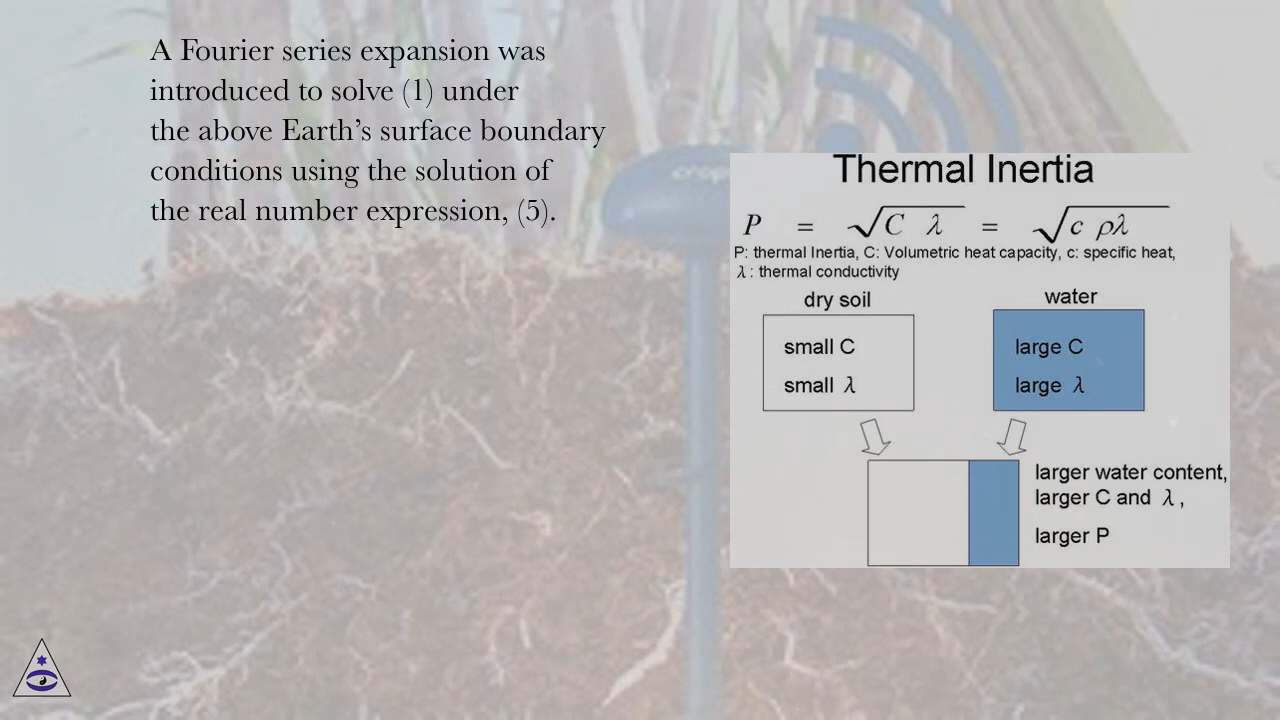 A Fourier series expansion was
introduced to solve (1) under
the above Earth’s surface boundary
conditions using the solution of
the real number expression, (5).
crop
Thermal Inertia
P = √C λ = √c ρλ
P: thermal Inertia, C: Volumetric heat capacity, c: specific heat,
λ : thermal conductivity
dry soil
water
small C
small λ
large C
large λ
larger water content,
larger C and λ ,
larger P